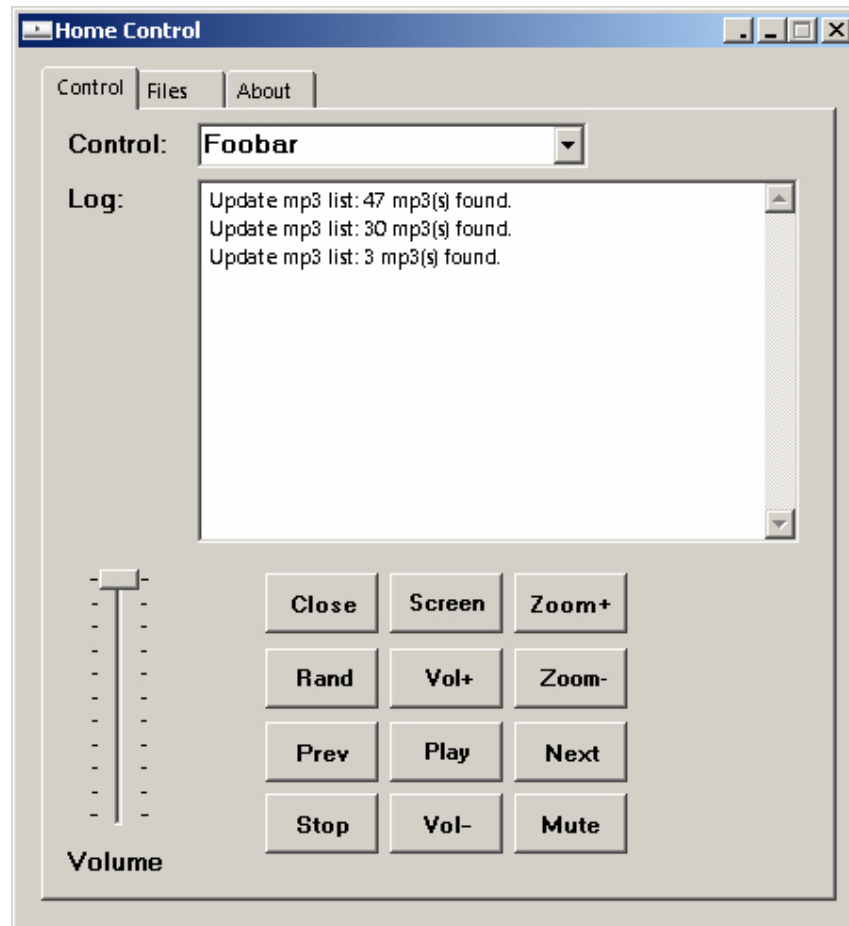 Home Control
Control Files About
Control: Foobar
Log:
Update mp3 list: 47 mp3(s) found.
Update mp3 list: 30 mp3(s) found.
Update mp3 list: 3 mp3(s) found.
Close Screen Zoom+
Rand Vol+ Zoom-
Prev Play Next
Stop Vol- Mute
Volume